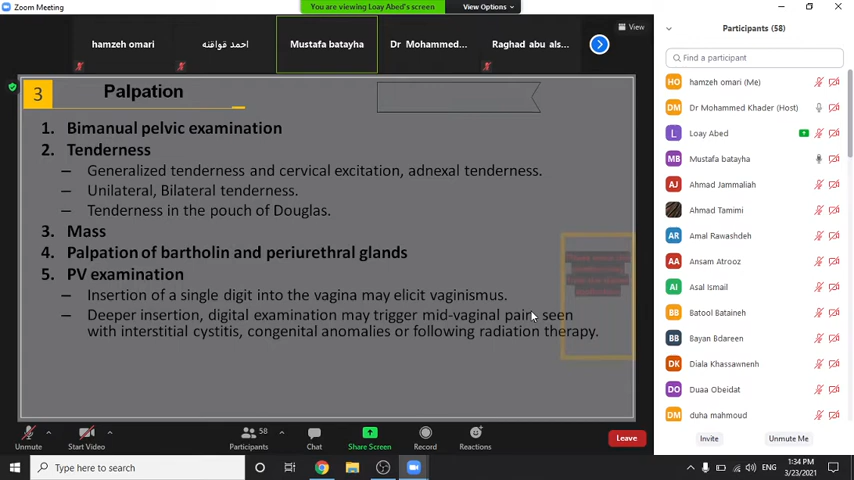 Zoom Meeting
You are viewing Loay Abed's screen
View Options
View
hamzeh omari
احمد قواقنه
Mustafa batayha
Dr Mohammed...
Raghad abu als...
3
Palpation
1. Bimanual pelvic examination
2. Tenderness
– Generalized tenderness and cervical excitation, adnexal tenderness.
– Unilateral, Bilateral tenderness.
– Tenderness in the pouch of Douglas.
3. Mass
4. Palpation of bartholin and periurethral glands
5. PV examination
– Insertion of a single digit into the vagina may elicit vaginismus.
– Deeper insertion, digital examination may trigger mid-vaginal pain seen
with interstitial cystitis, congenital anomalies or following radiation therapy.
Participants (58)
Find a participant
HO hamzeh omari (Me)
DM Dr Mohammed Khader (Host)
L Loay Abed
MB Mustafa batayha
AJ Ahmad Jammaliah
Ahmad Tamimi
AR Amal Rawashdeh
AA Ansam Atrooz
AI Asal Ismail
BB Batool Bataineh
BB Bayan Bdareen
DK Diala Khassawnenh
DO Duaa Obeidat
DM duha mahmoud
Invite
Unmute Me
Unmute
Start Video
58
Participants
Chat
Share Screen
Record
Reactions
Leave
Type here to search
ENG
1:34 PM
3/23/2021